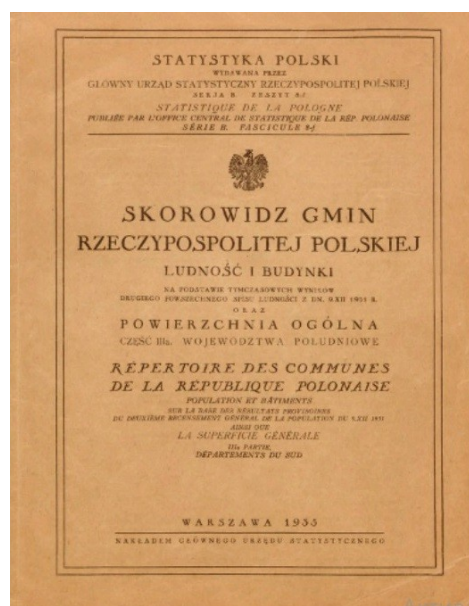 STATYSTYKA POLSKI
WYDAWANA PRZEZ
GŁÓWNY URZĄD STATYSTYCZNY RZECZYPOSPOLITEJ POLSKIEJ
SERJA B. ZESZYT
STATISTIQUE DE LA POLOGNE
PUBLIÉE PAR L'OFFICE CENTRAL DE STATISTIQUE DE LA RÉP. POLONAISE
SÉRIE B. FASCICULE
SKOROWIDZ GMIN
RZECZYPOSPOLITEJ POLSKIEJ
LUDNOŚĆ I BUDYNKI
NA PODSTAWIE TYMCZASOWYCH WYNIKÓW
DRUGIEGO POWSZECHNEGO SPISU LUDNOŚCI Z DN. 9.XII 1931 R.
ORAZ
POWIERZCHNIA OGÓLNA
CZĘŚĆ IIIa. WOJEWÓDZTWA POŁUDNIOWE
RÉPERTOIRE DES COMMUNES
DE LA RÉPUBLIQUE POLONAISE
POPULATION ET BÂTIMENTS
SUR LA BASE DES RÉSULTATS PROVISOIRES
DU DEUXIÈME RECENSEMENT GÉNÉRAL DE LA POPULATION DU 9.XII 1931
AINSI QUE
LA SUPERFICIE GÉNÉRALE
IIIa PARTIE.
DÉPARTEMENTS DU SUD
WARSZAWA 1933
NAKŁADEM GŁÓWNEGO URZĘDU STATYSTYCZNEGO